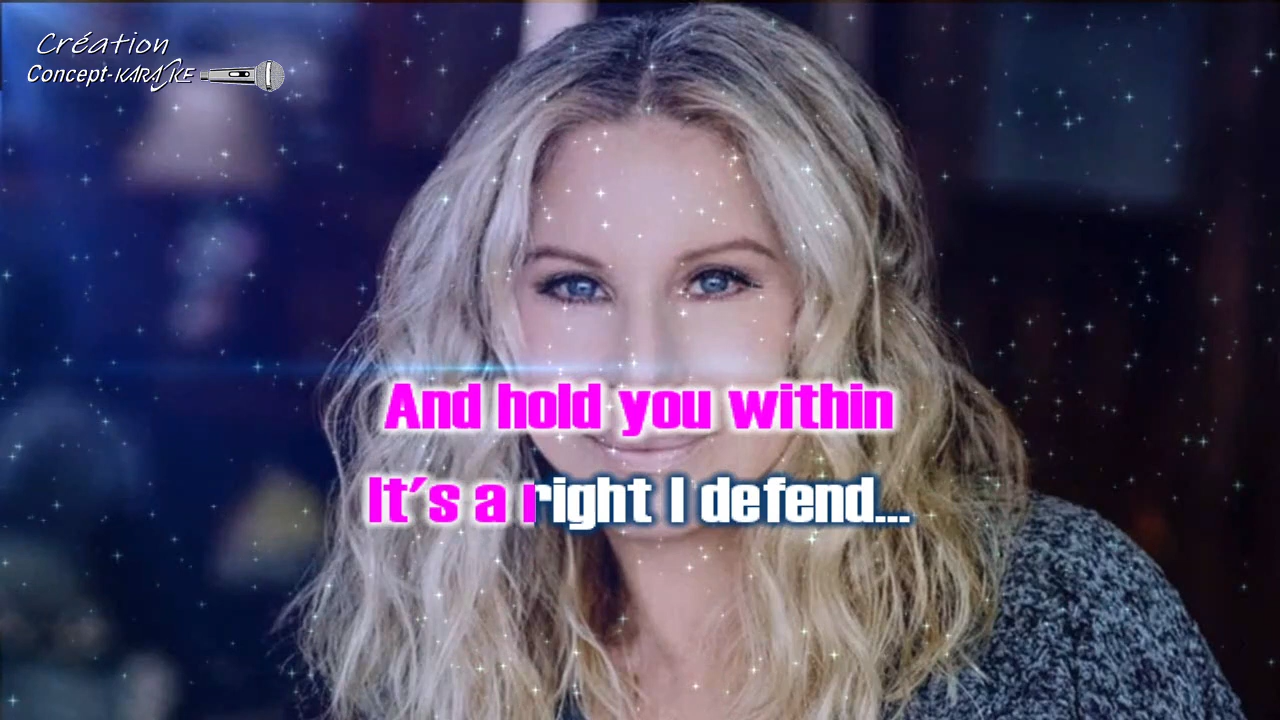 Création
Concept-KARAOKE
And hold you within
It's a right I defend...